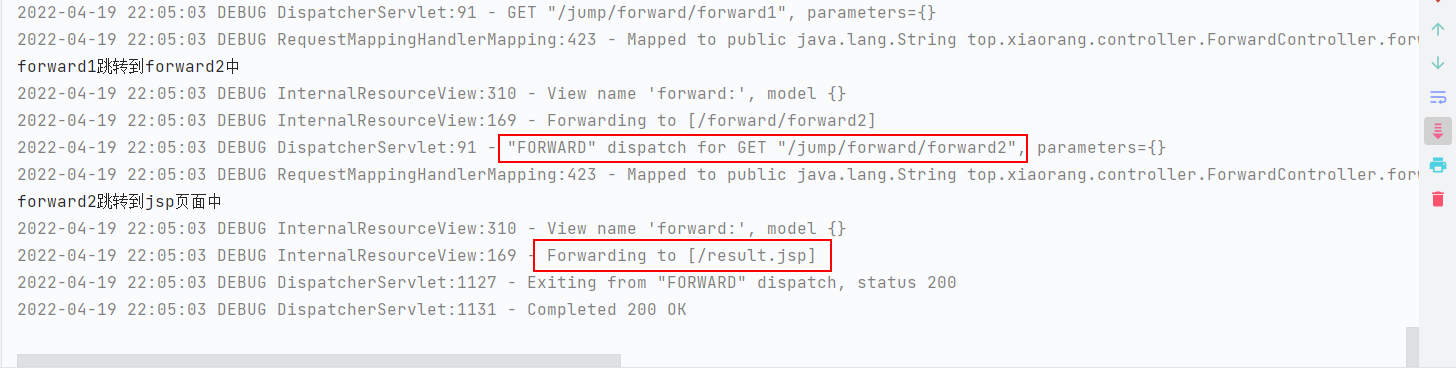 2022-04-19 22:05:03 DEBUG DispatcherServlet:91 - GET "/jump/forward/forward1", parameters={}
2022-04-19 22:05:03 DEBUG RequestMappingHandlerMapping:423 - Mapped to public java.lang.String top.xiaorang.controller.ForwardController.forw
forward1跳转到forward2中
2022-04-19 22:05:03 DEBUG InternalResourceView:310 - View name 'forward:', model {}
2022-04-19 22:05:03 DEBUG InternalResourceView:169 - Forwarding to [/forward/forward2]
2022-04-19 22:05:03 DEBUG DispatcherServlet:91 - "FORWARD" dispatch for GET "/jump/forward/forward2", parameters={}
2022-04-19 22:05:03 DEBUG RequestMappingHandlerMapping:423 - Mapped to public java.lang.String top.xiaorang.controller.ForwardController.forw
forward2跳转到jsp页面中
2022-04-19 22:05:03 DEBUG InternalResourceView:310 - View name 'forward:', model {}
2022-04-19 22:05:03 DEBUG InternalResourceView:169 - Forwarding to [/result.jsp]
2022-04-19 22:05:03 DEBUG DispatcherServlet:1127 - Exiting from "FORWARD" dispatch, status 200
2022-04-19 22:05:03 DEBUG DispatcherServlet:1131 - Completed 200 OK